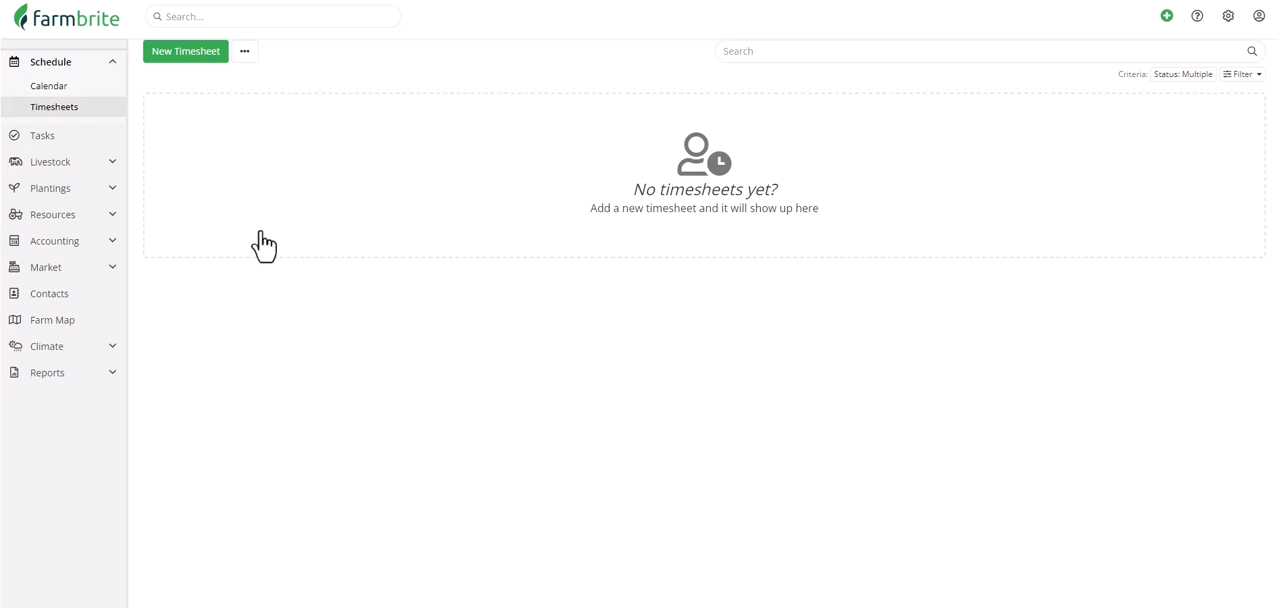 farmbrite
Search...
New Timesheet
Search
Criteria: Status: Multiple Filter
Schedule
Calendar
Timesheets
Tasks
Livestock
Plantings
Resources
Accounting
Market
Contacts
Farm Map
Climate
Reports
No timesheets yet?
Add a new timesheet and it will show up here